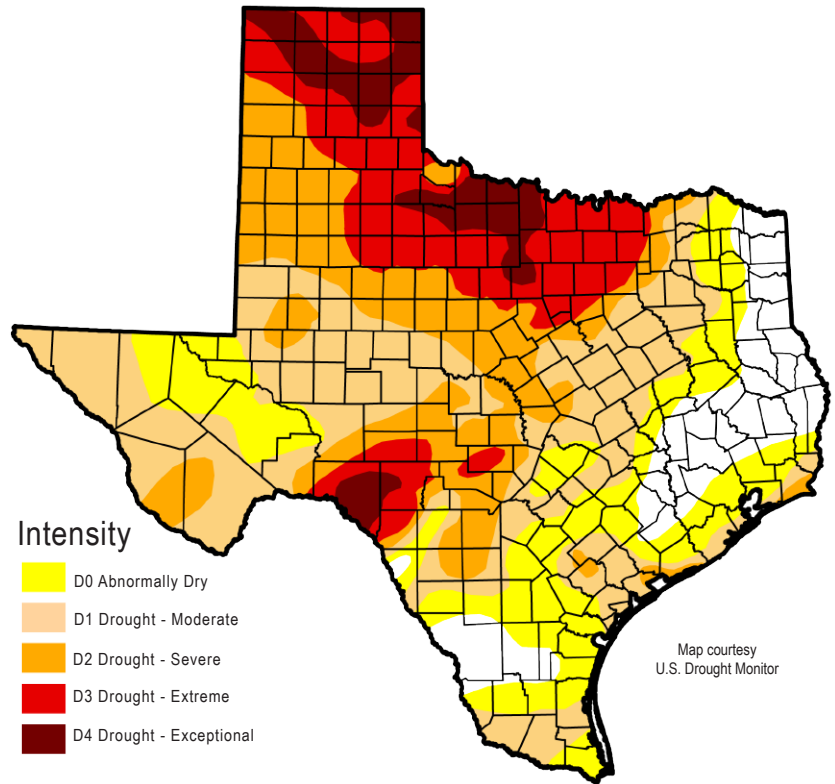 Intensity
D0 Abnormally Dry
D1 Drought - Moderate
D2 Drought - Severe
D3 Drought - Extreme
D4 Drought - Exceptional
Map courtesy
U.S. Drought Monitor